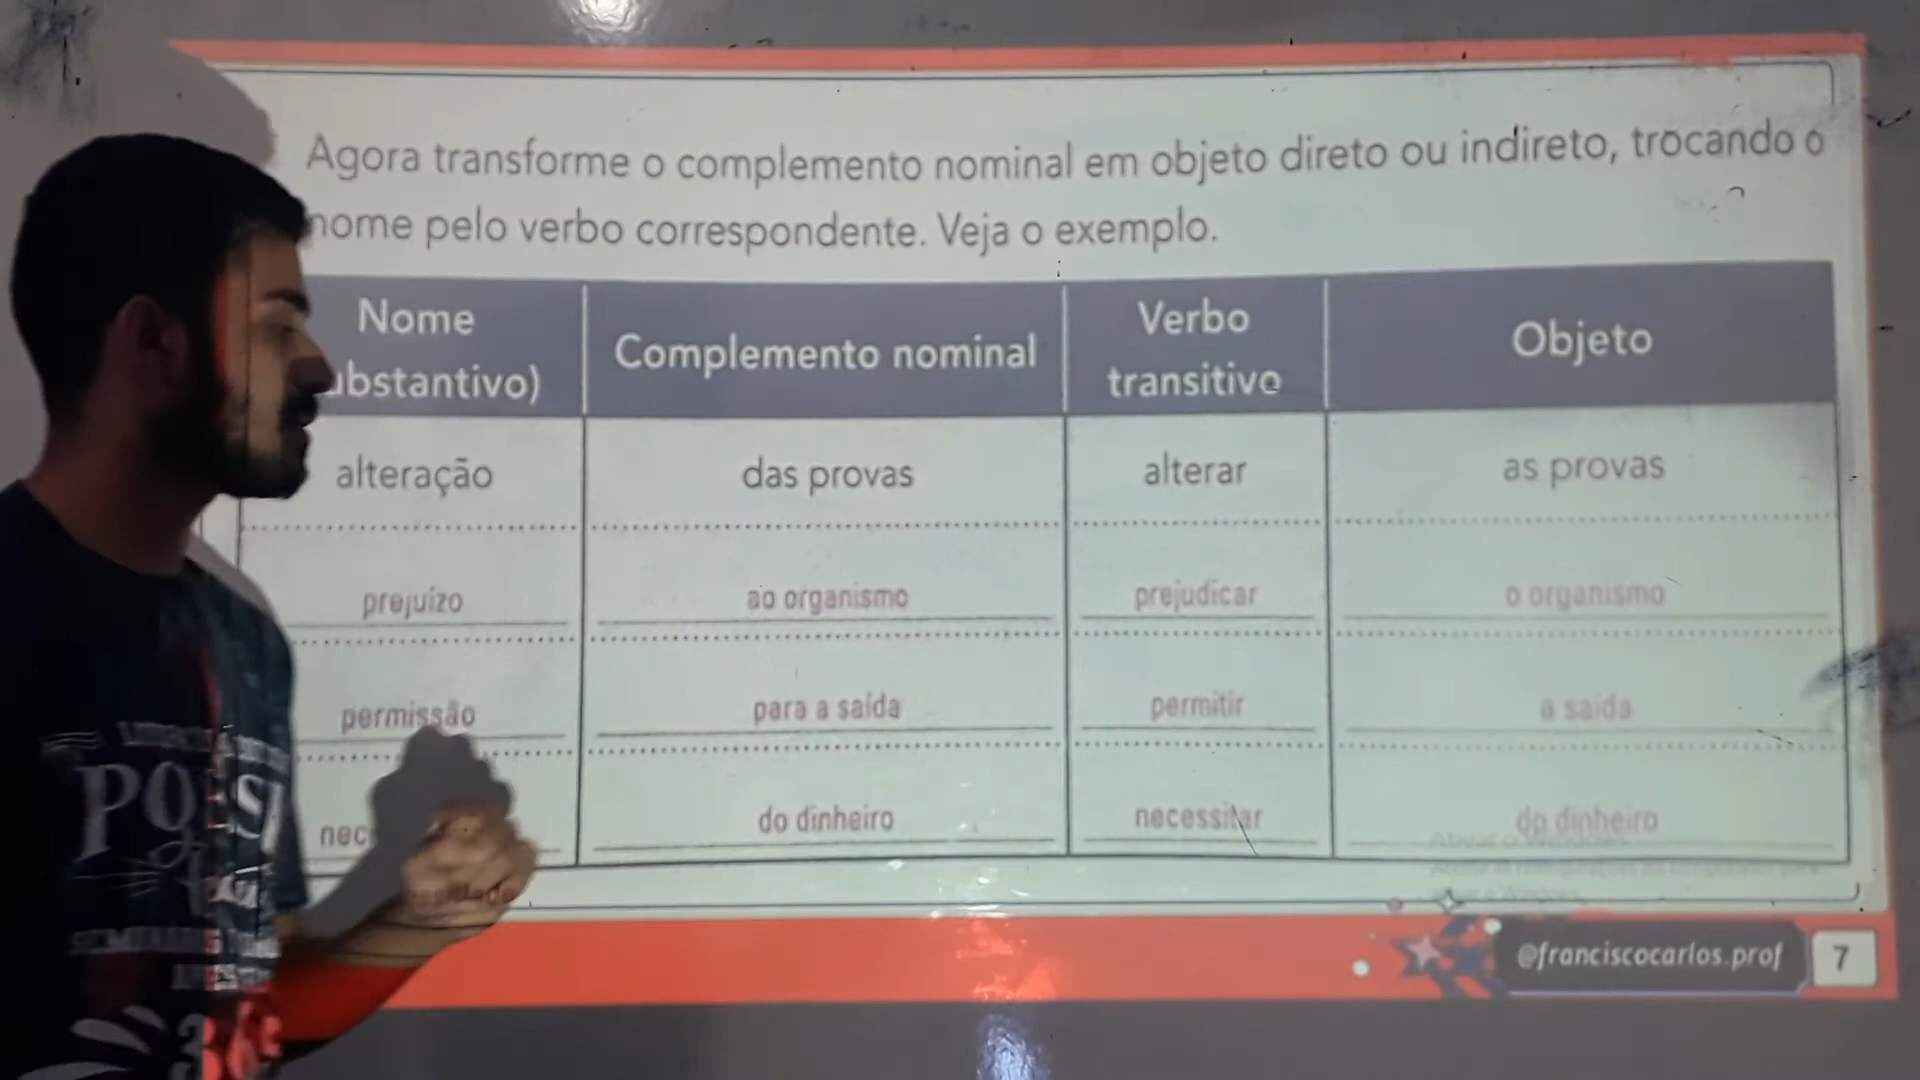 Agora transforme o complemento nominal em objeto direto ou indireto, trocando o
nome pelo verbo correspondente. Veja o exemplo.
Nome
ubstantivo)
Complemento nominal
Verbo
transitivo
Objeto
alteração das provas alterar as provas
prejuízo ao organismo prejudicar o organismo
permissão para a saída permitir a saída
nec do dinheiro necessitar do dinheiro
Ativar o Windows
@franciscocarlos.prof 7